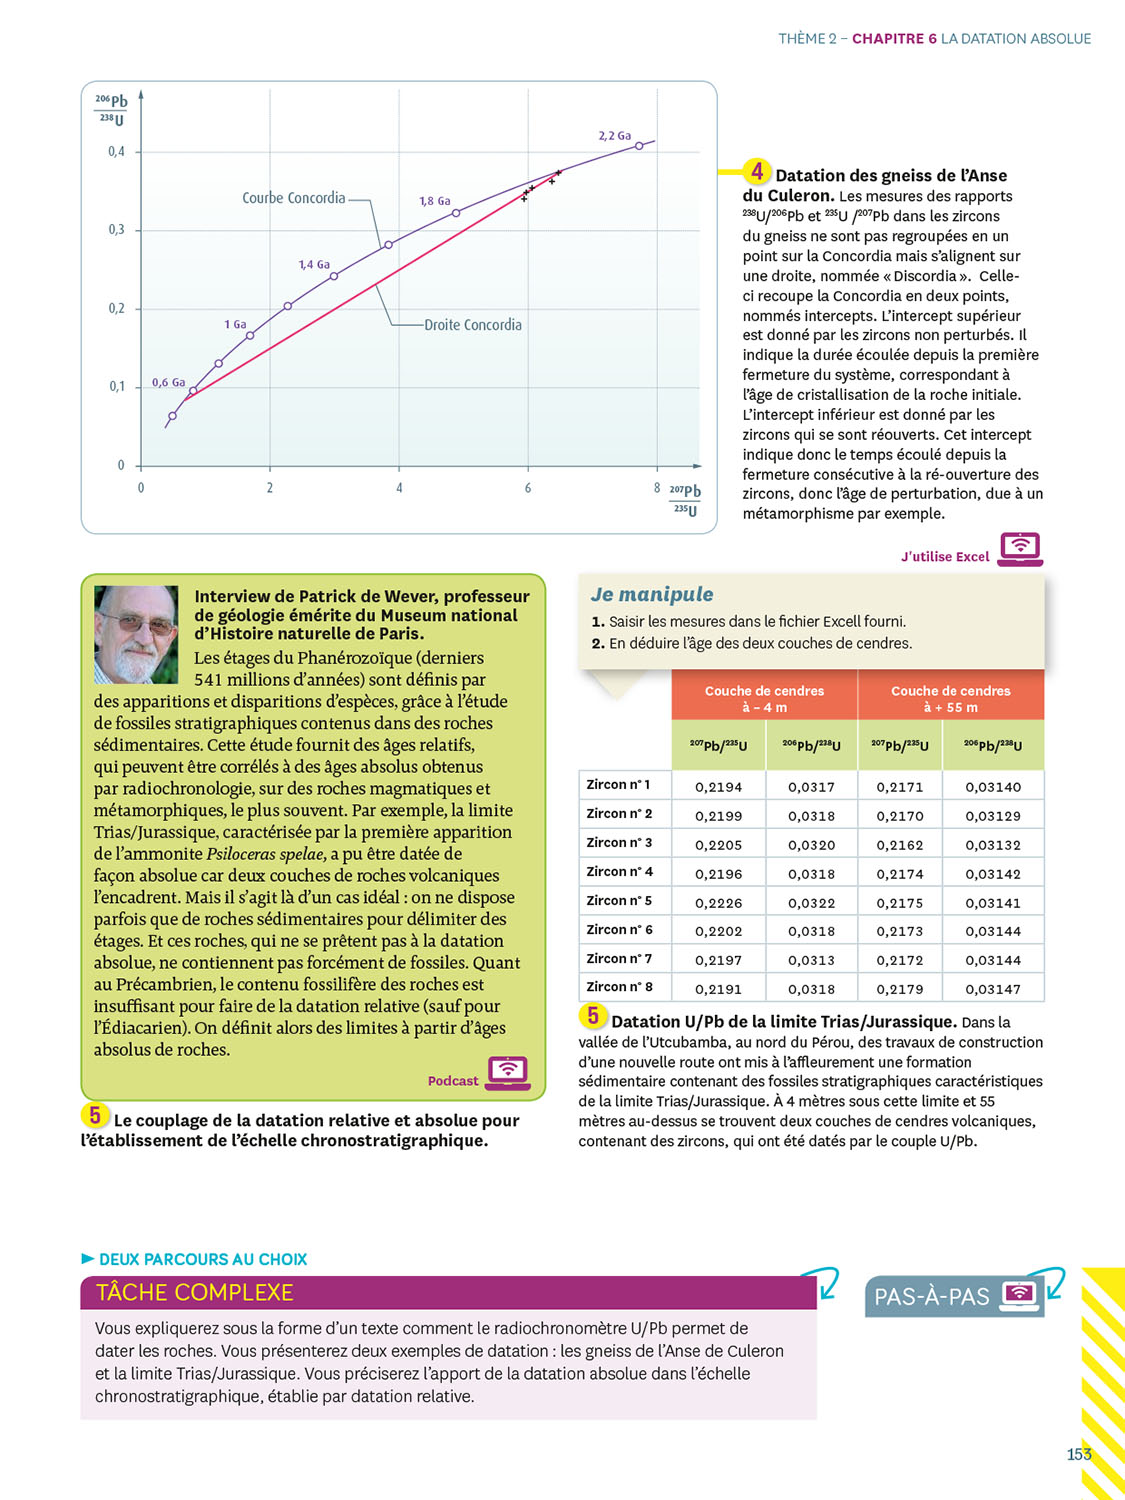 THÈME 2 – CHAPITRE 6 LA DATATION ABSOLUE
²⁰⁶Pb
²³⁸U
0,4
0,3
0,2
0,1
0
0
2
4
6
8
²⁰⁷Pb
²³⁵U
2,2 Ga
1,8 Ga
1,4 Ga
1 Ga
0,6 Ga
Courbe Concordia
Droite Concordia
4 Datation des gneiss de l'Anse
du Culeron. Les mesures des rapports
²³⁸U/²⁰⁶Pb et ²³⁵U /²⁰⁷Pb dans les zircons
du gneiss ne sont pas regroupées en un
point sur la Concordia mais s'alignent sur
une droite, nommée « Discordia ». Celle-
ci recoupe la Concordia en deux points,
nommés intercepts. L'intercept supérieur
est donné par les zircons non perturbés. Il
indique la durée écoulée depuis la première
fermeture du système, correspondant à
l'âge de cristallisation de la roche initiale.
L'intercept inférieur est donné par les
zircons qui se sont réouverts. Cet intercept
indique donc le temps écoulé depuis la
fermeture consécutive à la ré-ouverture des
zircons, donc l'âge de perturbation, due à un
métamorphisme par exemple.
J'utilise Excel
Interview de Patrick de Wever, professeur
de géologie émérite du Museum national
d'Histoire naturelle de Paris.
Les étages du Phanérozoïque (derniers
541 millions d'années) sont définis par
des apparitions et disparitions d'espèces, grâce à l'étude
de fossiles stratigraphiques contenus dans des roches
sédimentaires. Cette étude fournit des âges relatifs,
qui peuvent être corrélés à des âges absolus obtenus
par radiochronologie, sur des roches magmatiques et
métamorphiques, le plus souvent. Par exemple, la limite
Trias/Jurassique, caractérisée par la première apparition
de l'ammonite Psiloceras spelae, a pu être datée de
façon absolue car deux couches de roches volcaniques
l'encadrent. Mais il s'agit là d'un cas idéal : on ne dispose
parfois que de roches sédimentaires pour délimiter des
étages. Et ces roches, qui ne se prêtent pas à la datation
absolue, ne contiennent pas forcément de fossiles. Quant
au Précambrien, le contenu fossilifère des roches est
insuffisant pour faire de la datation relative (sauf pour
l'Édiacarien). On définit alors des limites à partir d'âges
absolus de roches.
Podcast
5 Le couplage de la datation relative et absolue pour
l'établissement de l'échelle chronostratigraphique.
Je manipule
1. Saisir les mesures dans le fichier Excell fourni.
2. En déduire l'âge des deux couches de cendres.
Couche de cendres
à – 4 m
Couche de cendres
à + 55 m
²⁰⁷Pb/²³⁵U ²⁰⁶Pb/²³⁸U ²⁰⁷Pb/²³⁵U ²⁰⁶Pb/²³⁸U
Zircon n° 1 0,2194 0,0317 0,2171 0,03140
Zircon n° 2 0,2199 0,0318 0,2170 0,03129
Zircon n° 3 0,2205 0,0320 0,2162 0,03132
Zircon n° 4 0,2196 0,0318 0,2174 0,03142
Zircon n° 5 0,2226 0,0322 0,2175 0,03141
Zircon n° 6 0,2202 0,0318 0,2173 0,03144
Zircon n° 7 0,2197 0,0313 0,2172 0,03144
Zircon n° 8 0,2191 0,0318 0,2179 0,03147
5 Datation U/Pb de la limite Trias/Jurassique. Dans la
vallée de l'Utcubamba, au nord du Pérou, des travaux de construction
d'une nouvelle route ont mis à l'affleurement une formation
sédimentaire contenant des fossiles stratigraphiques caractéristiques
de la limite Trias/Jurassique. À 4 mètres sous cette limite et 55
mètres au-dessus se trouvent deux couches de cendres volcaniques,
contenant des zircons, qui ont été datés par le couple U/Pb.
► DEUX PARCOURS AU CHOIX
TÂCHE COMPLEXE
Vous expliquerez sous la forme d'un texte comment le radiochronomètre U/Pb permet de
dater les roches. Vous présenterez deux exemples de datation : les gneiss de l'Anse de Culeron
et la limite Trias/Jurassique. Vous préciserez l'apport de la datation absolue dans l'échelle
chronostratigraphique, établie par datation relative.
PAS-À-PAS
153